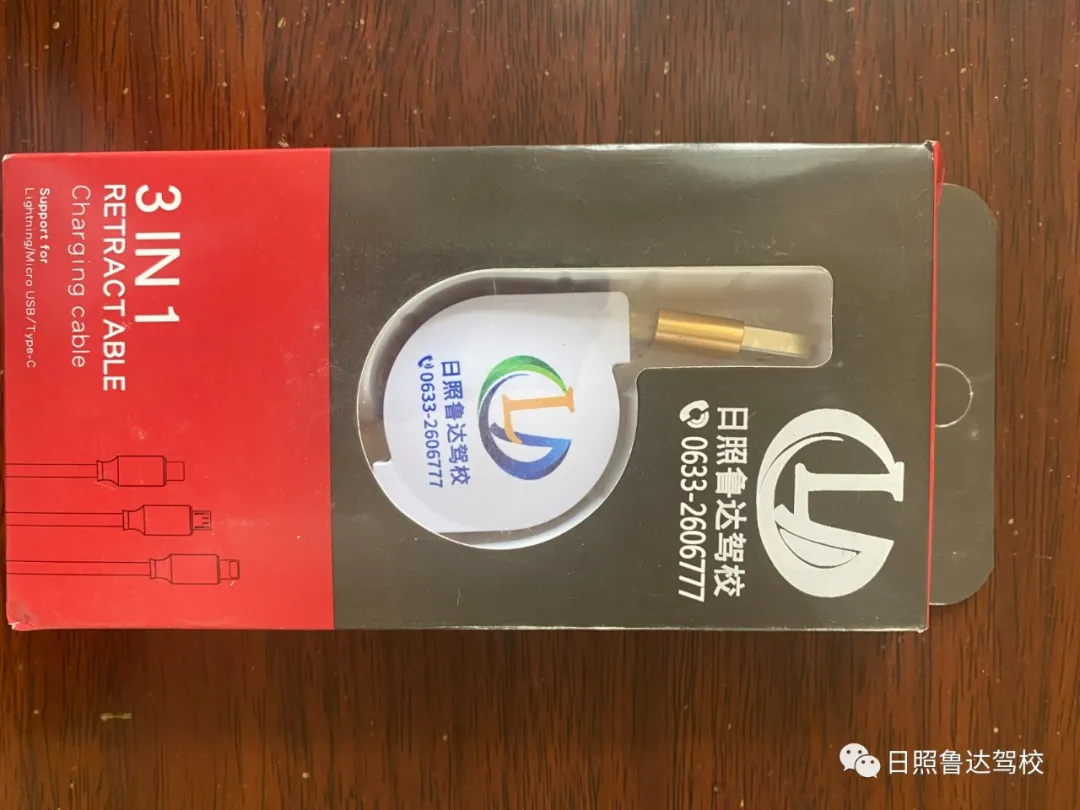 日照鲁达驾校
0633-2606777
日照鲁达驾校
0633-2606777
3 IN 1
RETRACTABLE
Charging cable
Support for
Lightning/Micro USB/Type-C
日照鲁达驾校